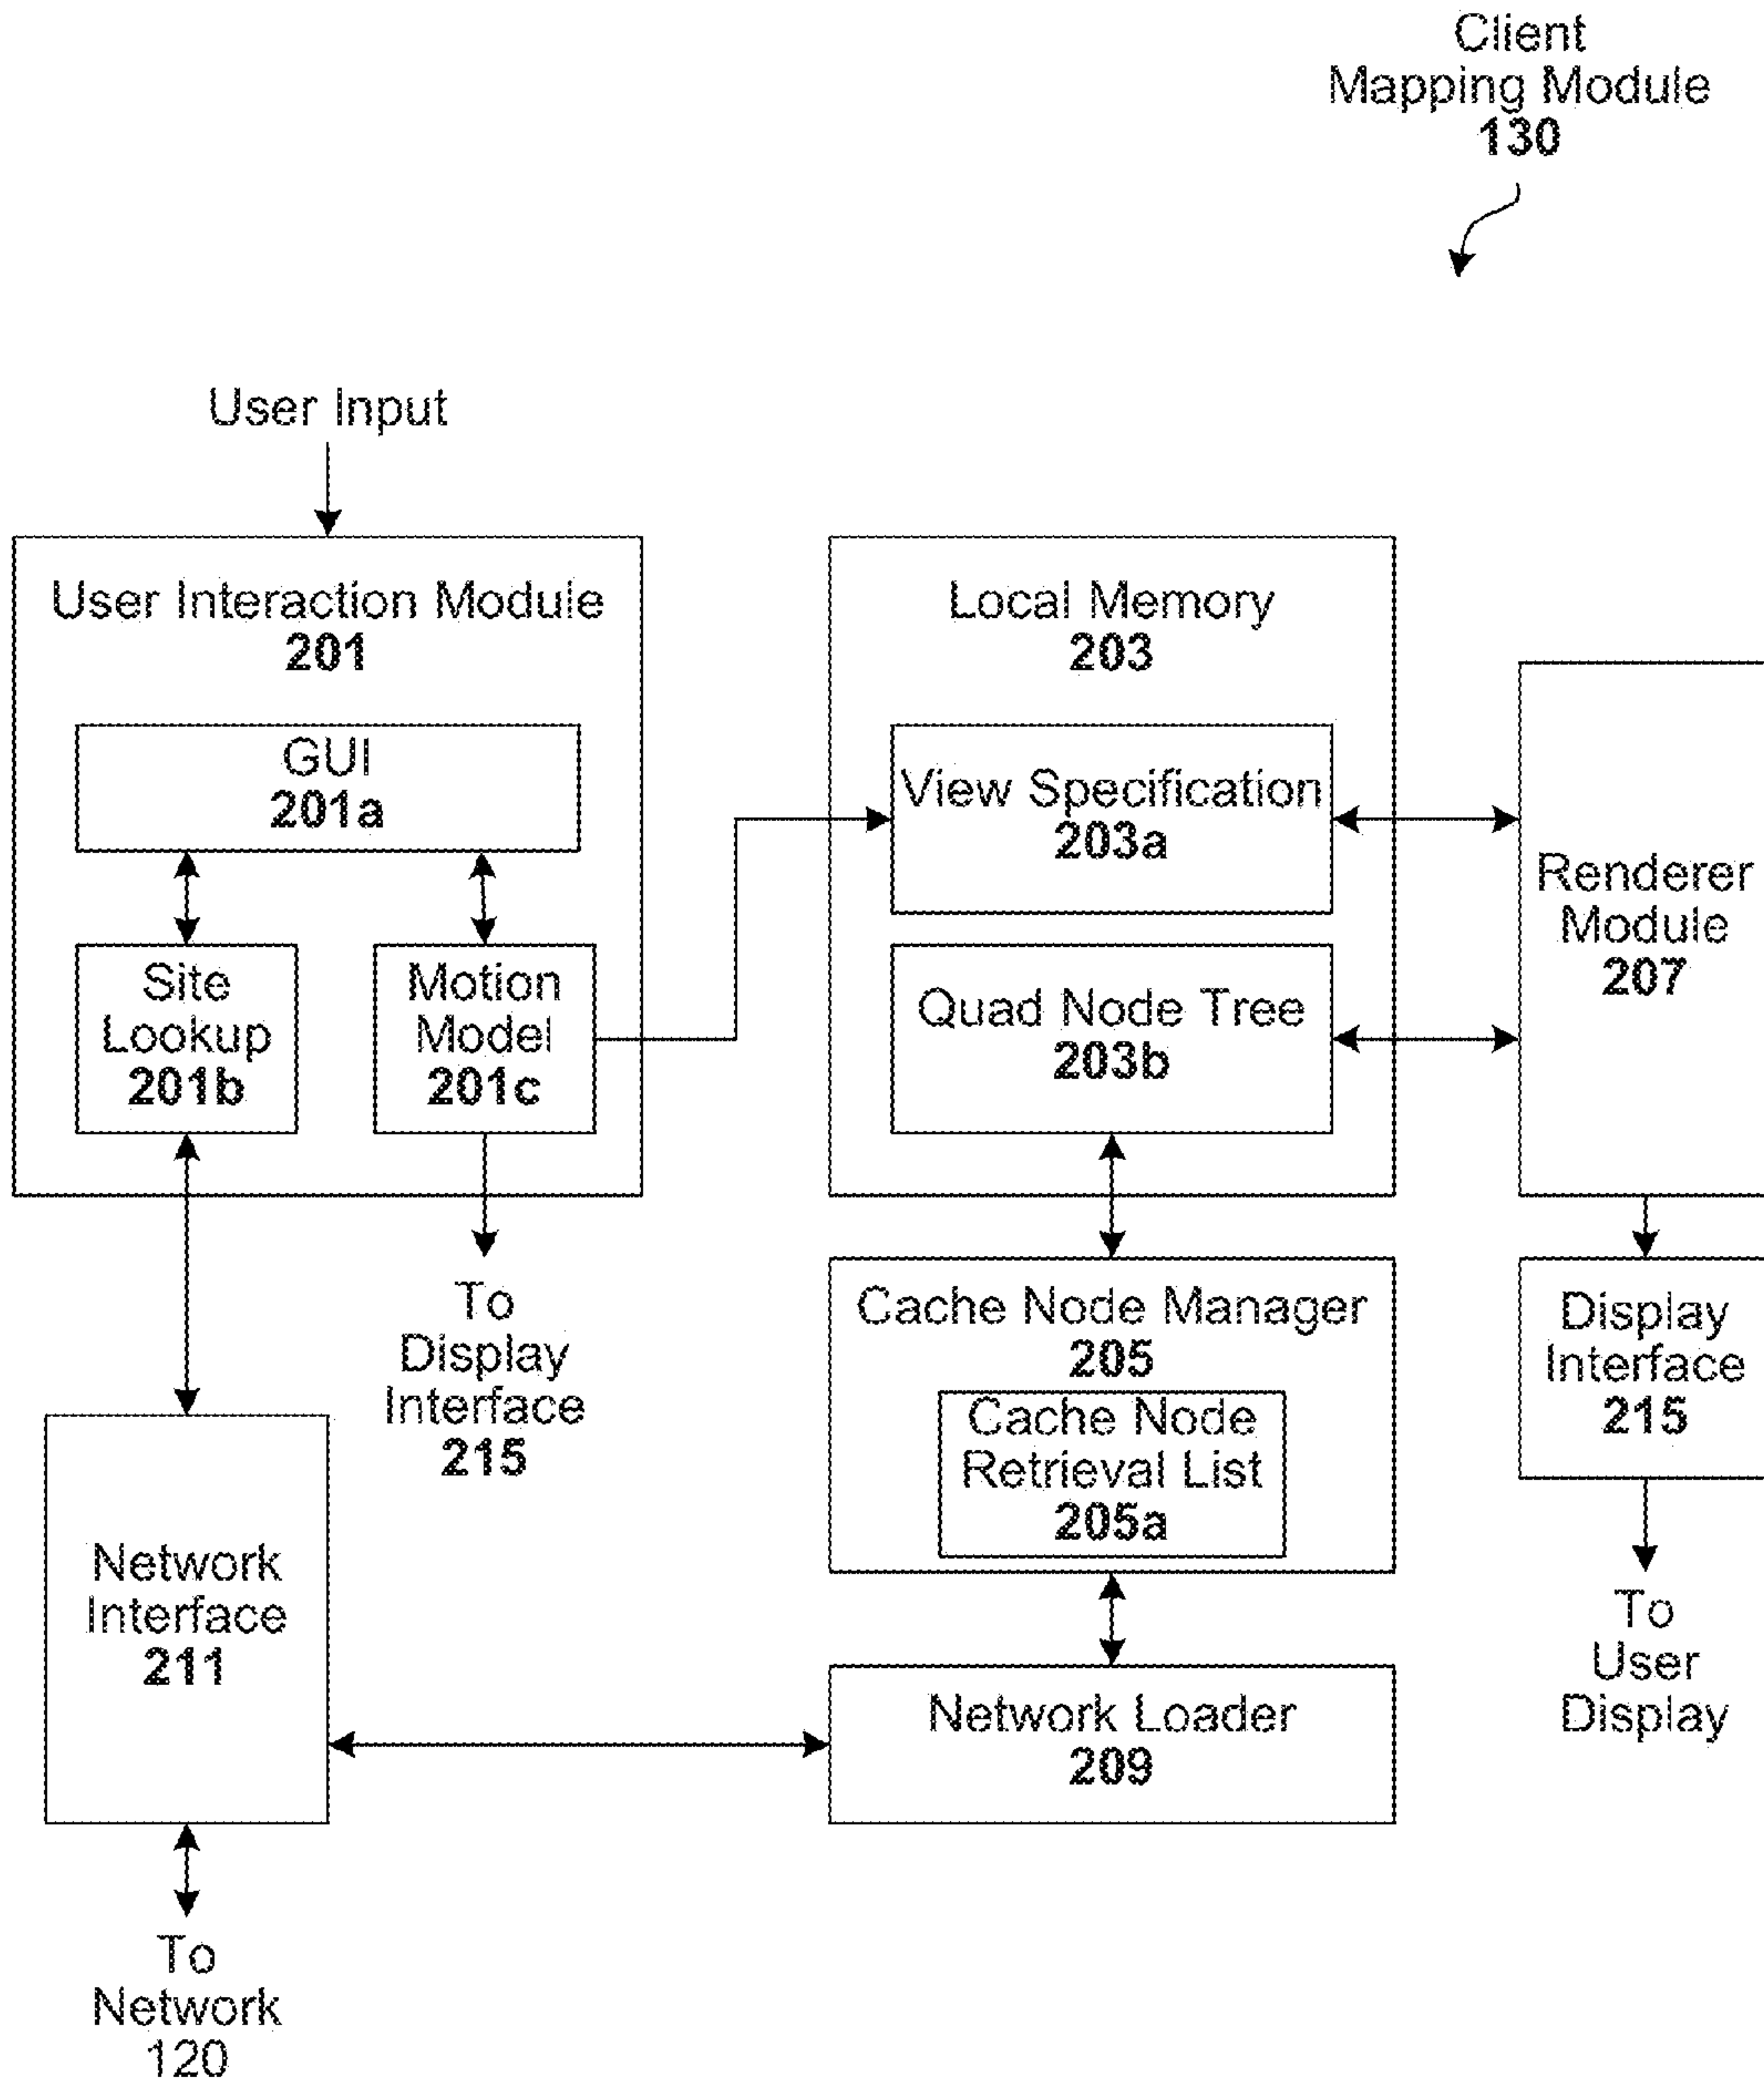 Client
Mapping Module
130
User Input
User Interaction Module
201
GUI
201a
Site
Lookup
201b
Motion
Model
201c
To
Display
Interface
215
Local Memory
203
View Specification
203a
Quad Node Tree
203b
Renderer
Module
207
Cache Node Manager
205
Cache Node
Retrieval List
205a
Display
Interface
215
To
User
Display
Network
Interface
211
Network Loader
209
To
Network
120